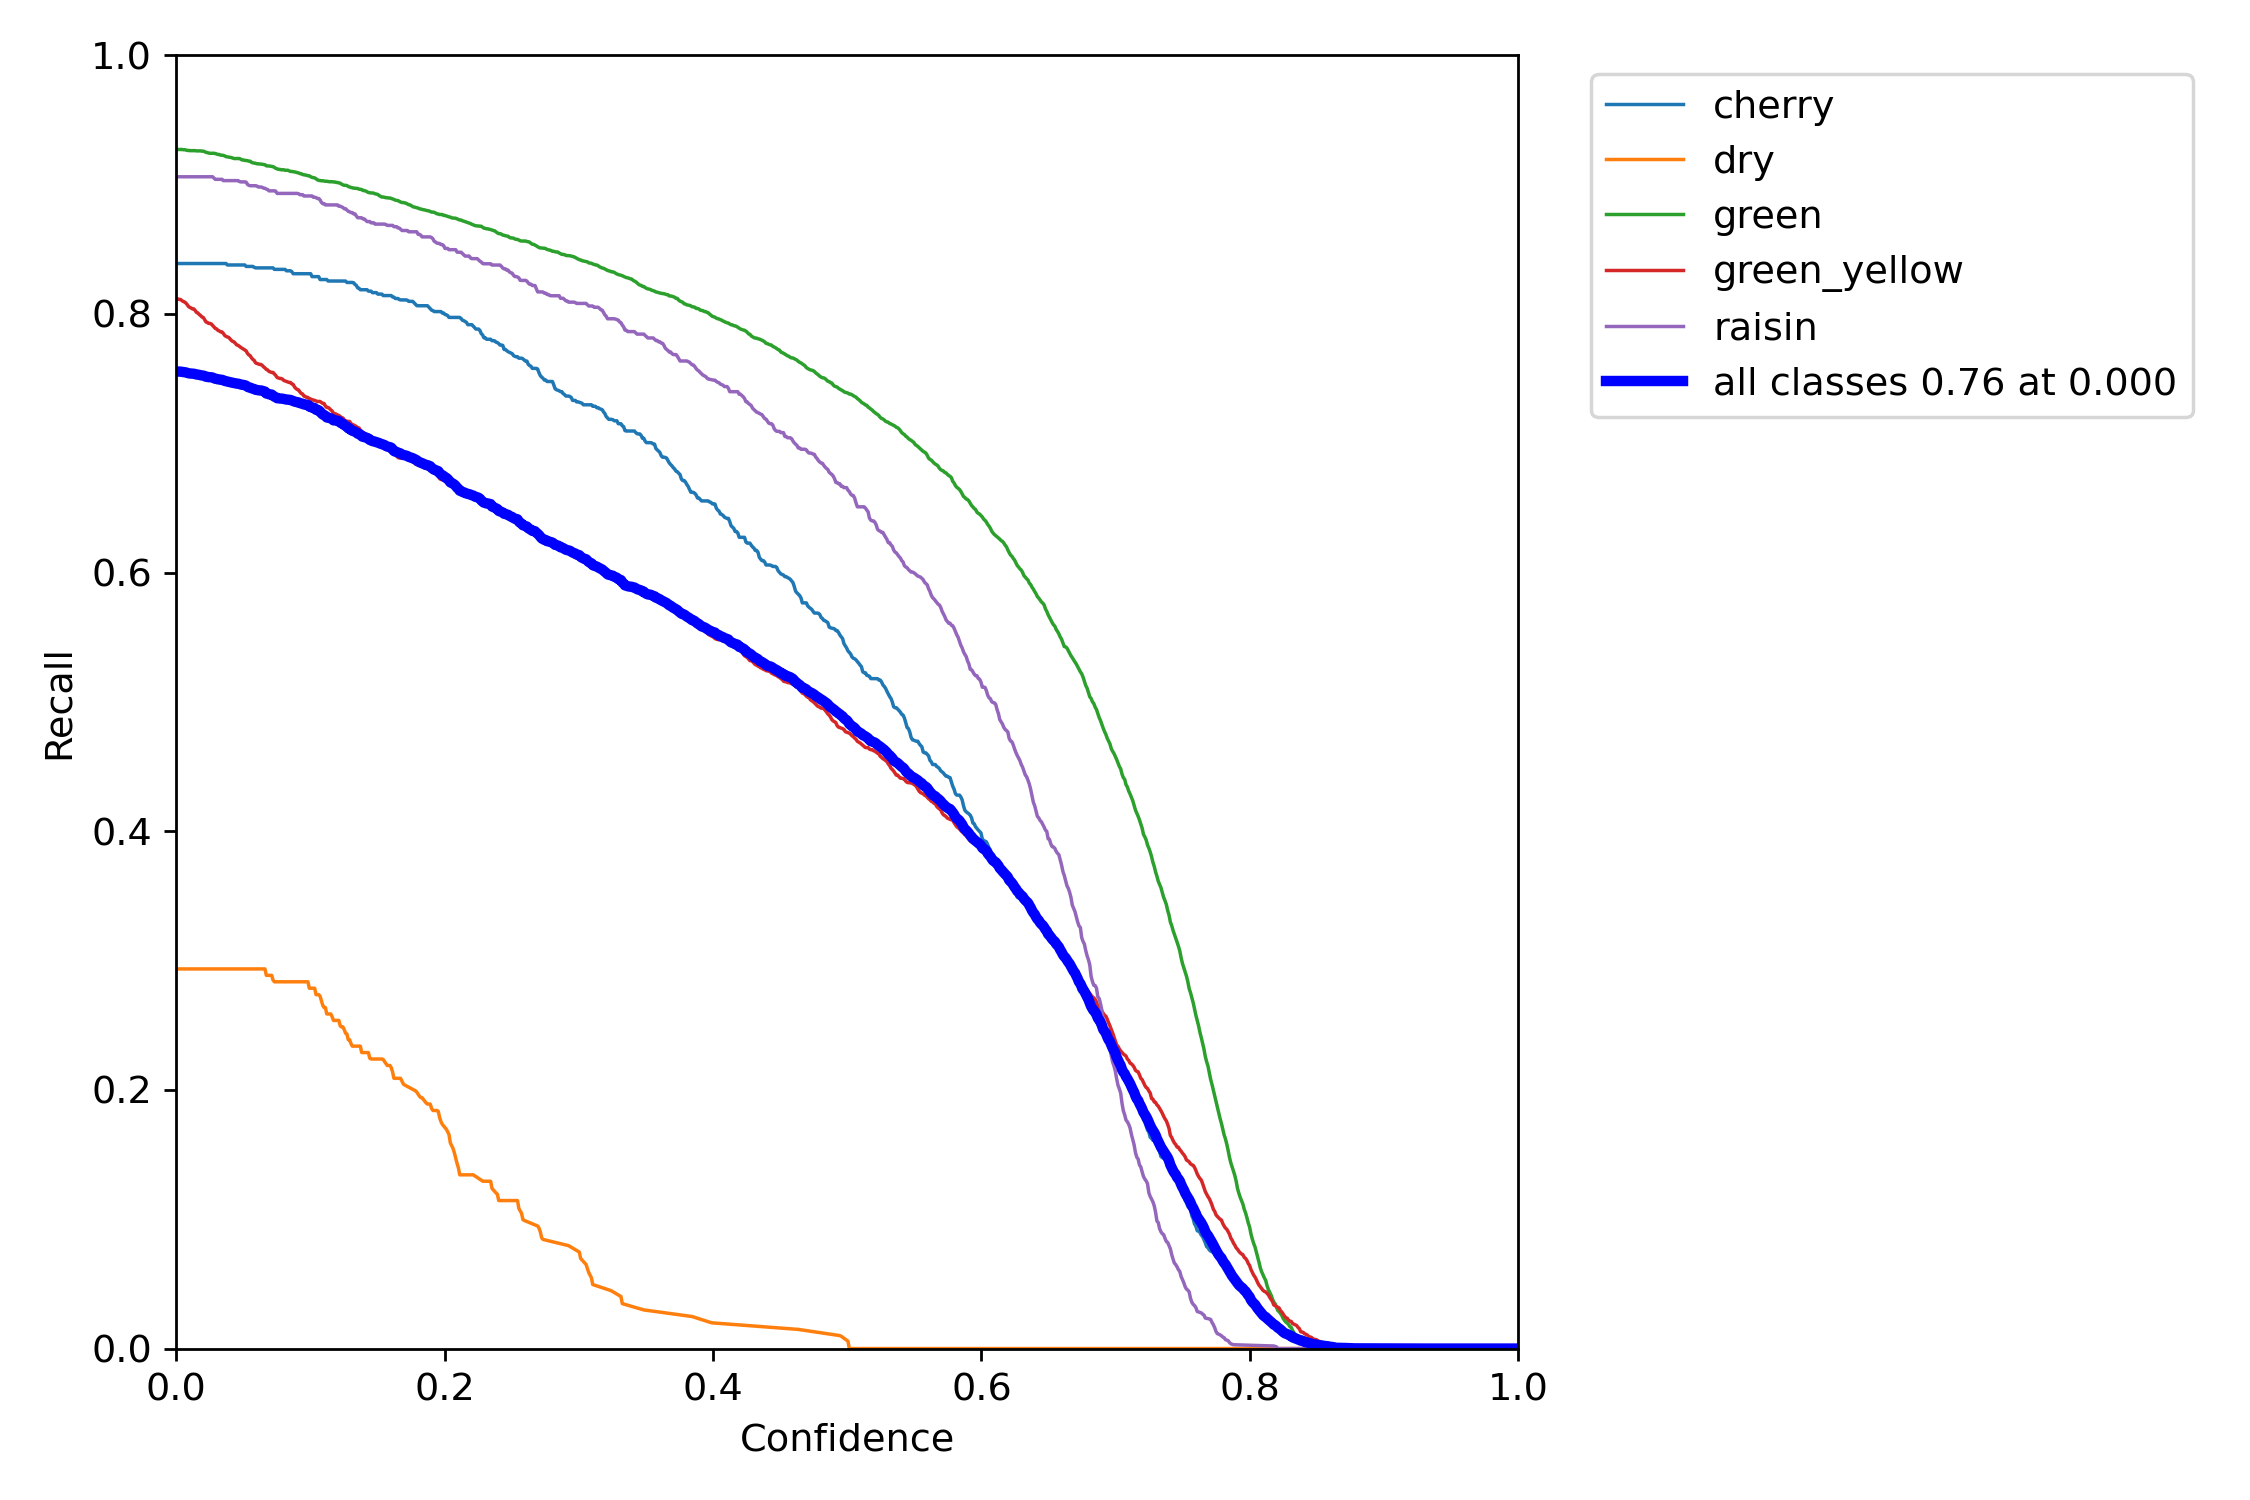 1.0
0.8
0.6
0.4
0.2
0.0
Recall
0.0 0.2 0.4 0.6 0.8 1.0
Confidence
cherry
dry
green
green_yellow
raisin
all classes 0.76 at 0.000